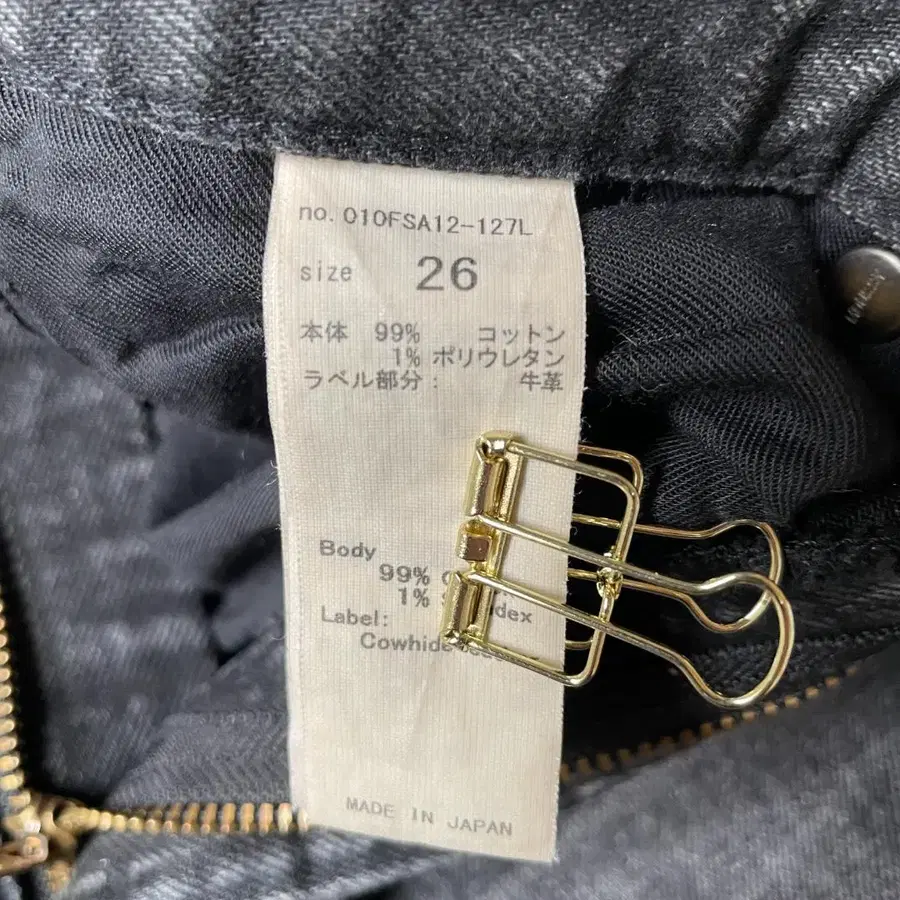 no. 010FSA12-127L
size 26
本体 99% コットン
1% ポリウレタン
ラベル部分: 牛革
Body
99%
1%
Label:
Cowhide
MADE IN JAPAN